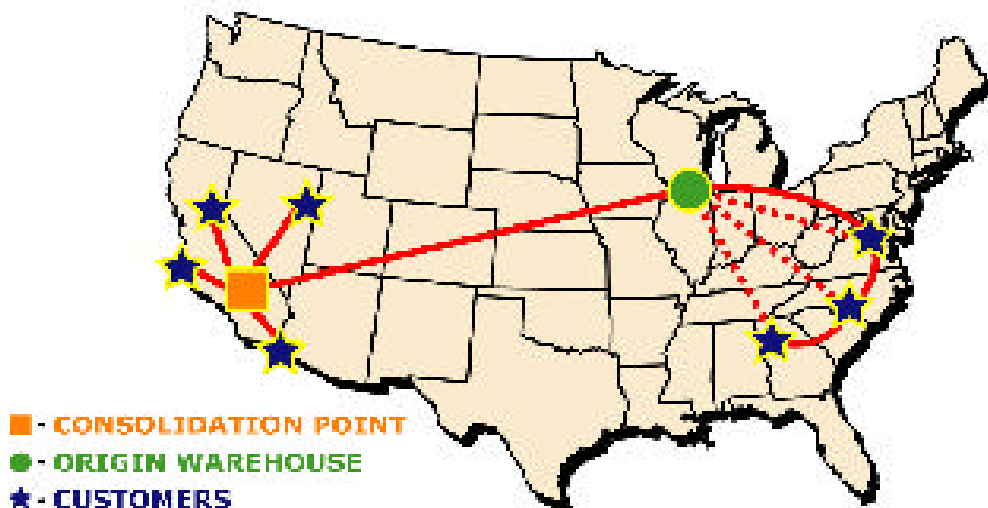 - CONSOLIDATION POINT
- ORIGIN WAREHOUSE
- CUSTOMERS